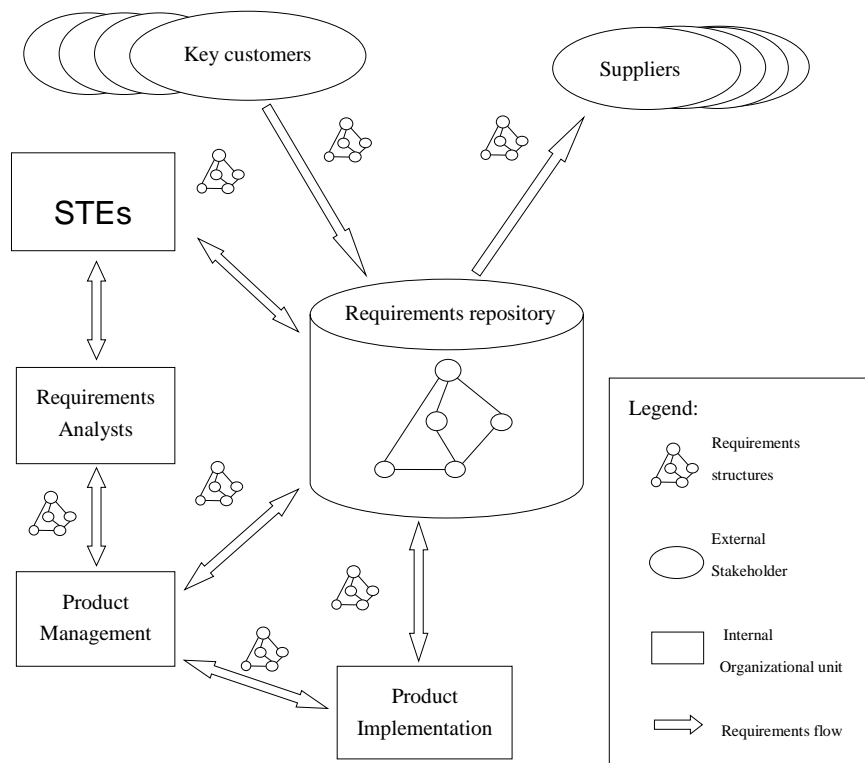 Key customers
Suppliers
STEs
Requirements repository
Requirements
Analysts
Product
Management
Product
Implementation
Legend:
Requirements
structures
External
Stakeholder
Internal
Organizational unit
Requirements flow